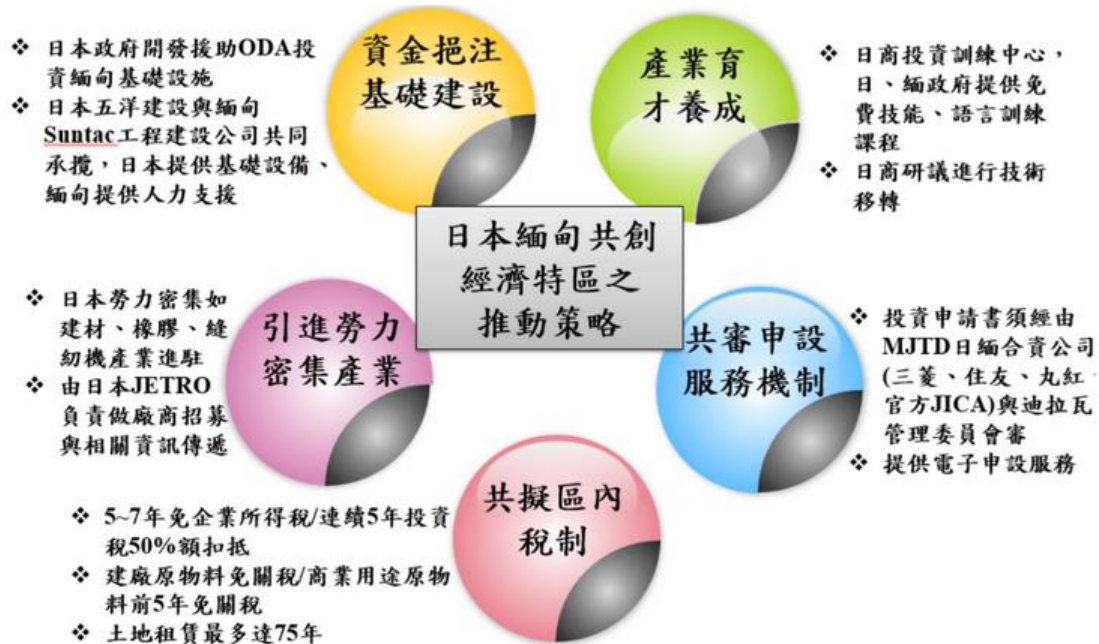 資金挹注
基礎建設
❖ 日本政府開發援助ODA投
資緬甸基礎設施
❖ 日本五洋建設與緬甸
Suntac工程建設公司共同
承攬，日本提供基礎設備、
緬甸提供人力支援
產業育
才養成
❖ 日商投資訓練中心，
日、緬政府提供免
費技能、語言訓練
課程
❖ 日商研議進行技術
移轉
日本緬甸共創
經濟特區之
推動策略
引進勞力
密集產業
❖ 日本勞力密集如
建材、橡膠、縫
紉機產業進駐
❖ 由日本JETRO
負責做廠商招募
與相關資訊傳遞
共審申設
服務機制
❖ 投資申請書須經由
MJTD日緬合資公司
(三菱、住友、丸紅
官方JICA)與迪拉瓦
管理委員會審
❖ 提供電子申設服務
共擬區內
稅制
❖ 5~7年免企業所得稅/連續5年投資
稅50%額扣抵
❖ 建廠原物料免關稅/商業用途原物
料前5年免關稅
❖ 土地租賃最多達75年